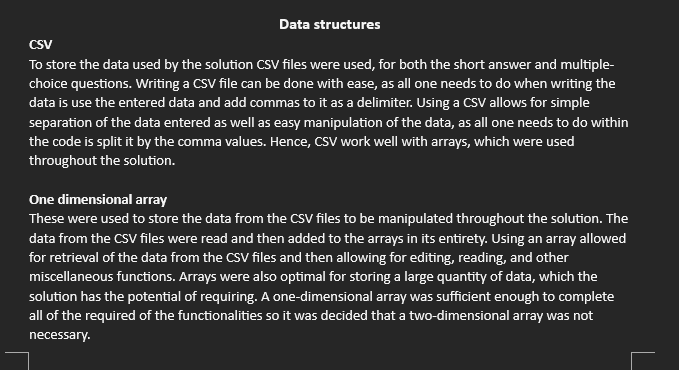 Data structures
CSV
To store the data used by the solution CSV files were used, for both the short answer and multiple-
choice questions. Writing a CSV file can be done with ease, as all one needs to do when writing the
data is use the entered data and add commas to it as a delimiter. Using a CSV allows for simple
separation of the data entered as well as easy manipulation of the data, as all one needs to do within
the code is split it by the comma values. Hence, CSV work well with arrays, which were used
throughout the solution.
One dimensional array
These were used to store the data from the CSV files to be manipulated throughout the solution. The
data from the CSV files were read and then added to the arrays in its entirety. Using an array allowed
for retrieval of the data from the CSV files and then allowing for editing, reading, and other
miscellaneous functions. Arrays were also optimal for storing a large quantity of data, which the
solution has the potential of requiring. A one-dimensional array was sufficient enough to complete
all of the required of the functionalities so it was decided that a two-dimensional array was not
necessary.